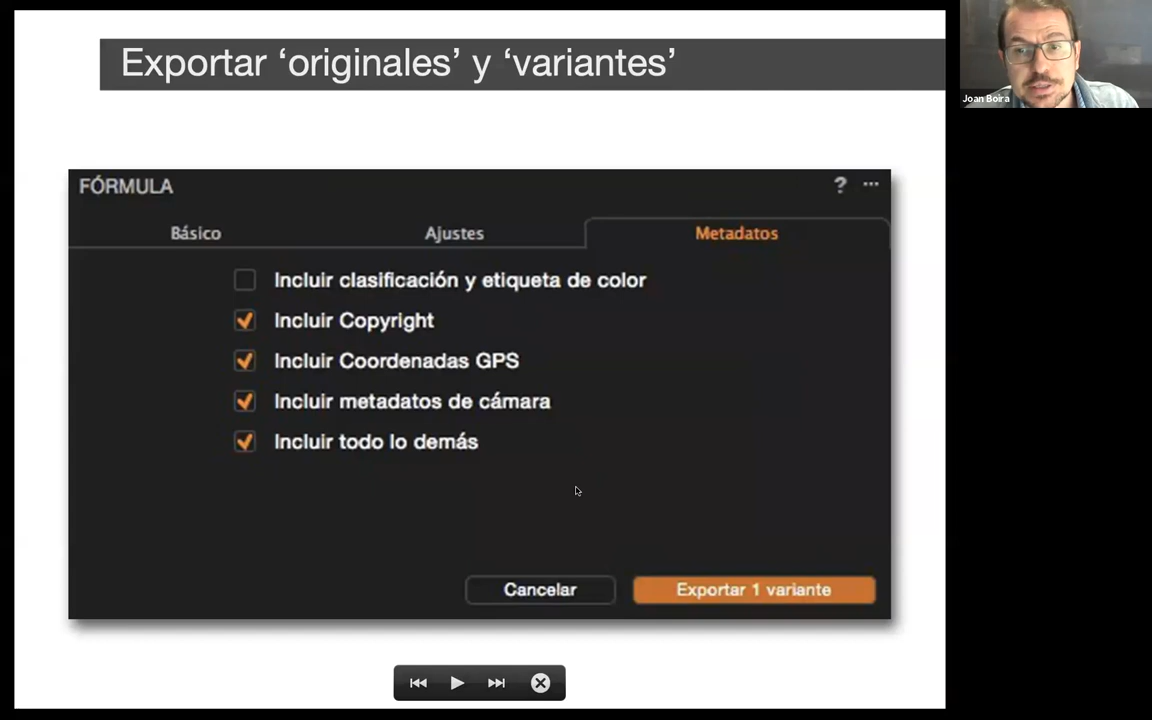 Exportar ‘originales’ y ‘variantes’
Joan Boira
FÓRMULA
? ...
Básico
Ajustes
Metadatos
Incluir clasificación y etiqueta de color
Incluir Copyright
Incluir Coordenadas GPS
Incluir metadatos de cámara
Incluir todo lo demás
Cancelar
Exportar 1 variante